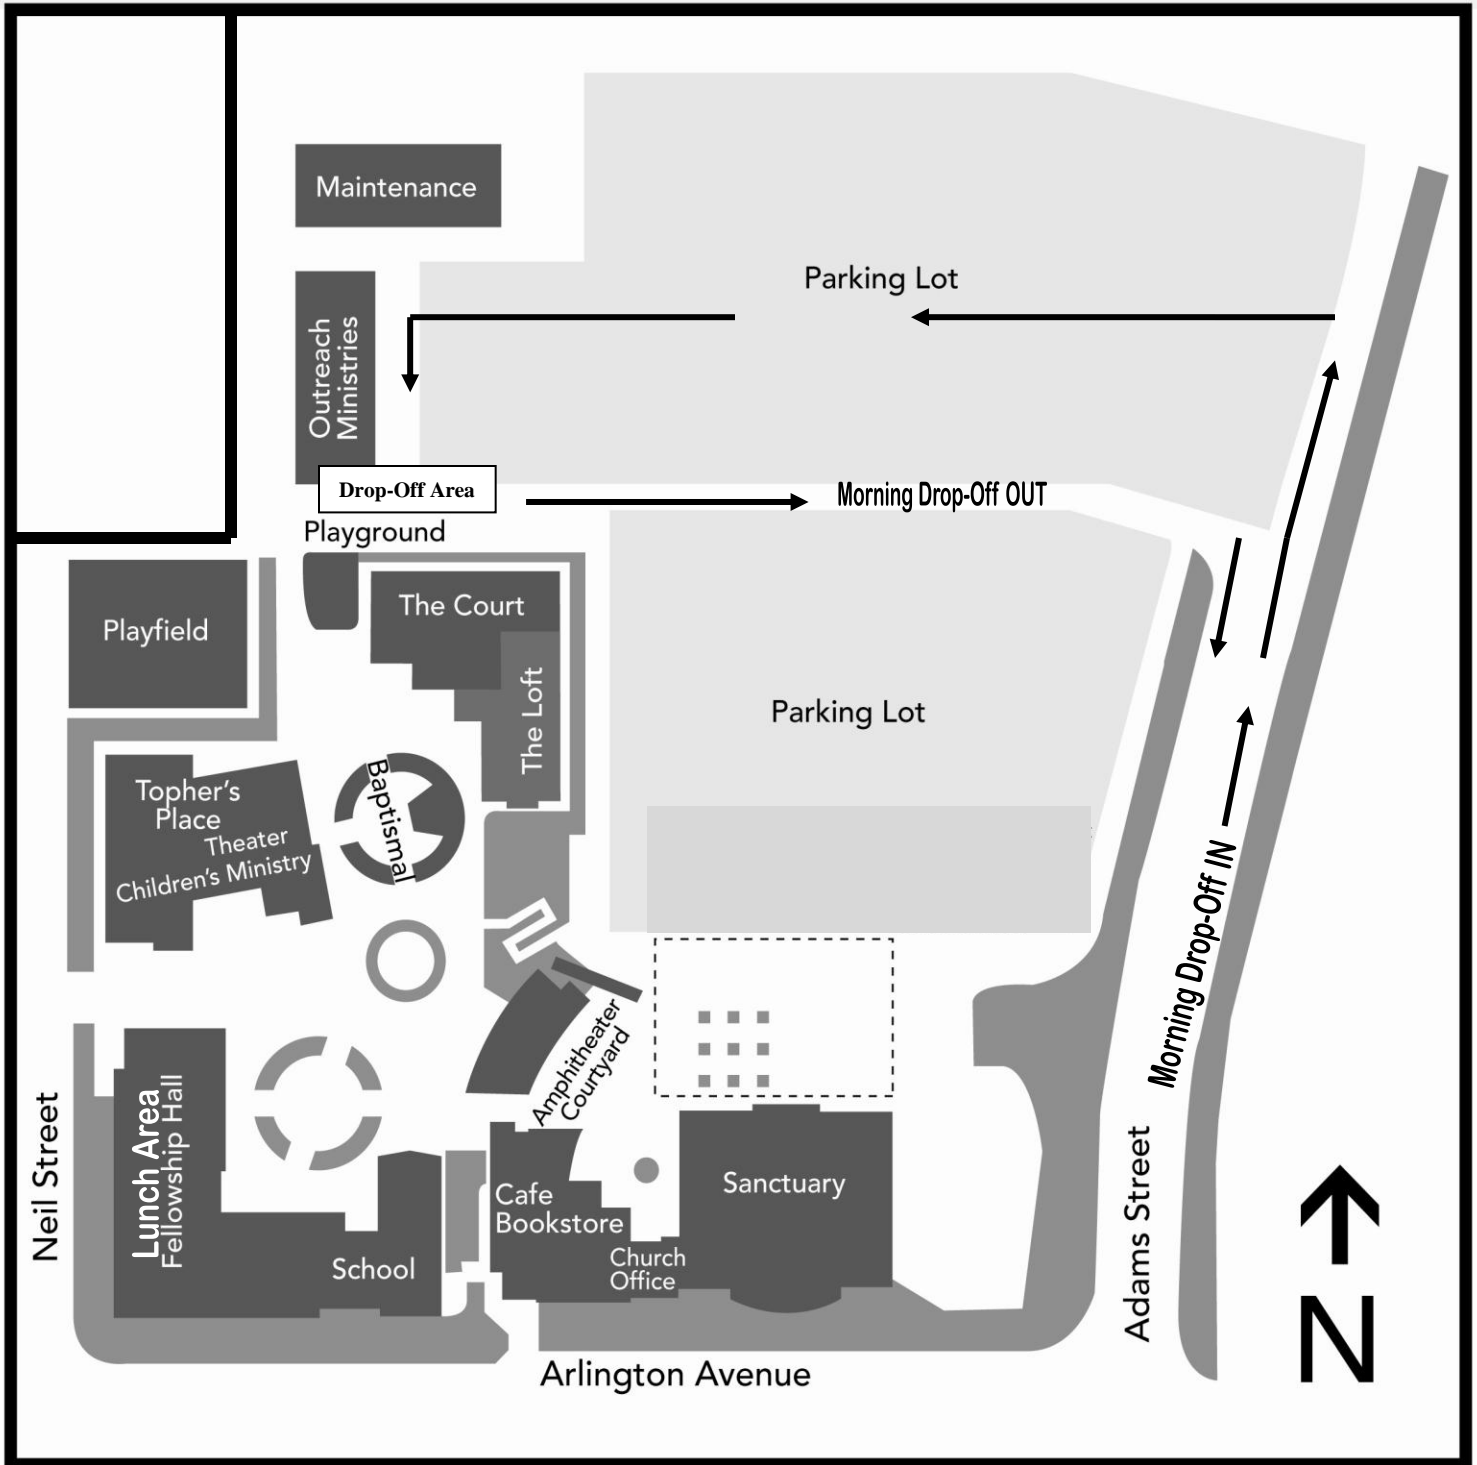 Maintenance
Parking Lot
Outreach
Ministries
Drop-Off Area
Morning Drop-Off OUT
Playground
Playfield
The Court
The Loft
Parking Lot
Topher's
Place
Theater
Children's Ministry
Baptismal
Morning Drop-Off IN
Amphitheater
Courtyard
Neil Street
Lunch Area
Fellowship Hall
School
Cafe
Bookstore
Church
Office
Sanctuary
Adams Street
N
Arlington Avenue